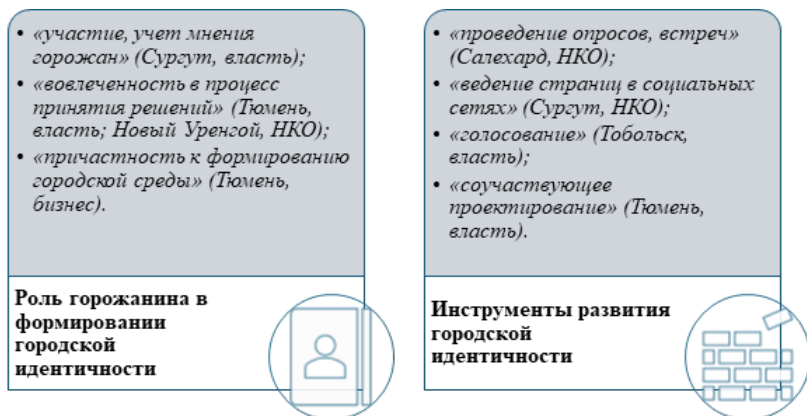 • «участие, учет мнения
горожан» (Сургут, власть);
• «вовлеченность в процесс
принятия решений» (Тюмень,
власть; Новый Уренгой, НКО);
• «причастность к формированию
городской среды» (Тюмень,
бизнес).
Роль горожанина в
формировании
городской
идентичности
• «проведение опросов, встреч»
(Салехард, НКО);
• «ведение страниц в социальных
сетях» (Сургут, НКО);
• «голосование» (Тобольск,
власть);
• «соучаствующее
проектирование» (Тюмень,
власть).
Инструменты развития
городской
идентичности